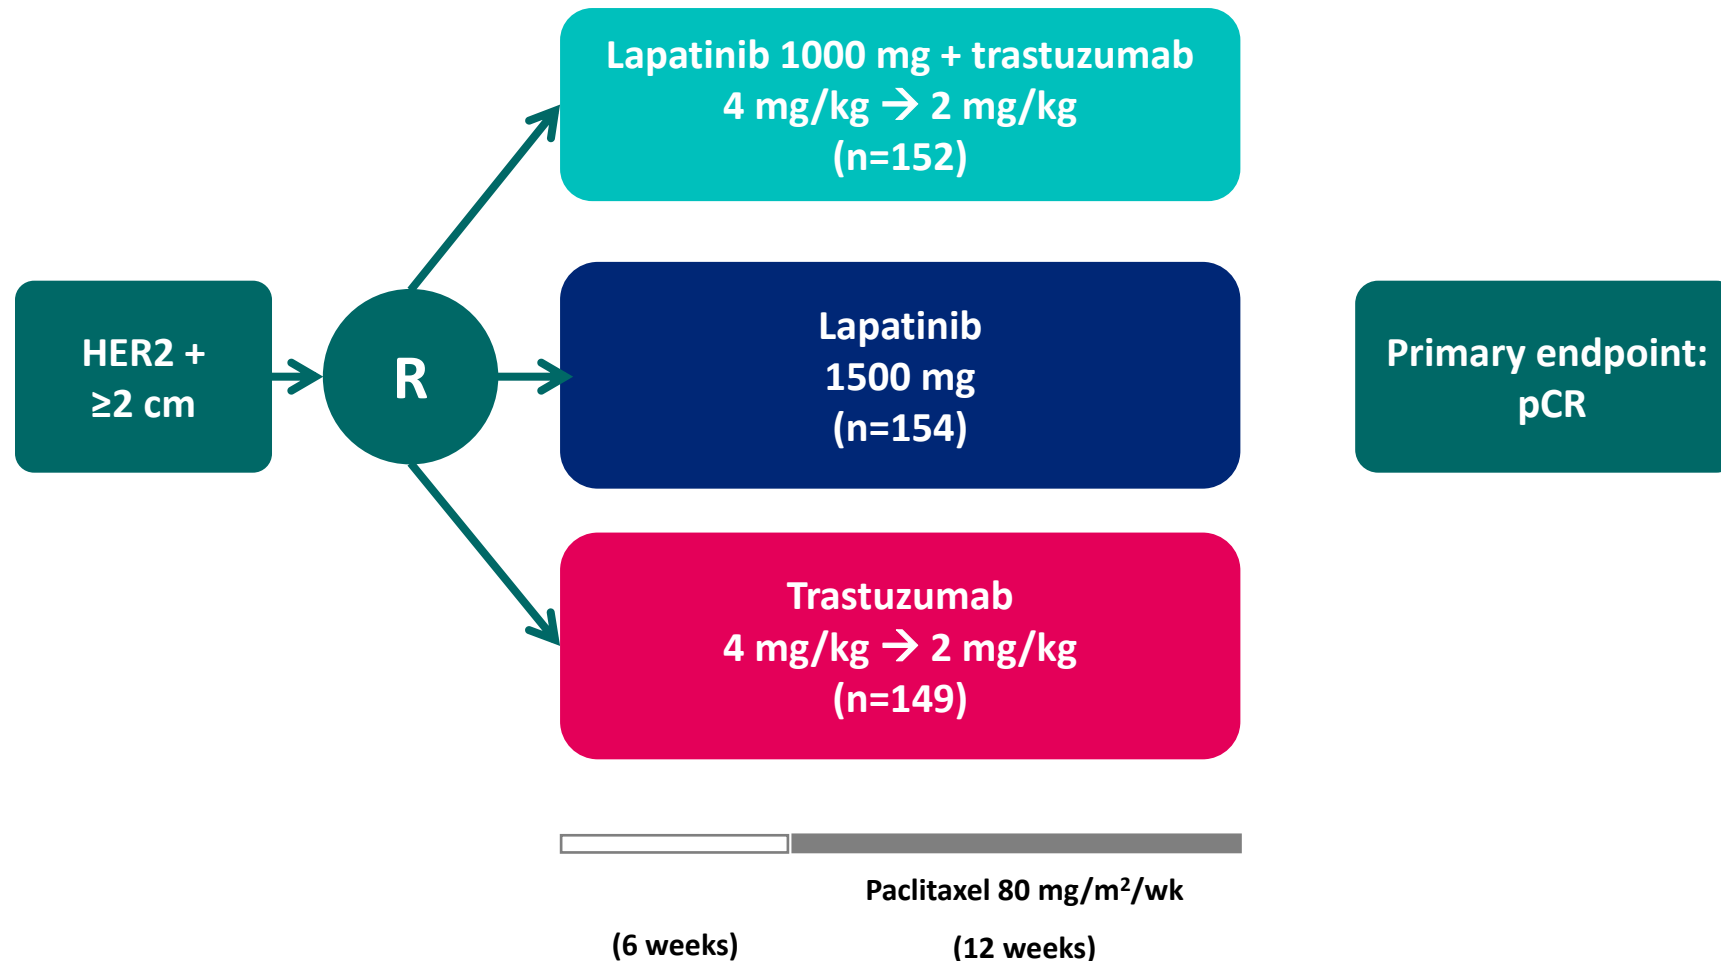 HER2 +
≥2 cm
R
Lapatinib 1000 mg + trastuzumab
4 mg/kg → 2 mg/kg
(n=152)
Lapatinib
1500 mg
(n=154)
Trastuzumab
4 mg/kg → 2 mg/kg
(n=149)
Primary endpoint:
pCR
Paclitaxel 80 mg/m²/wk
(6 weeks)
(12 weeks)